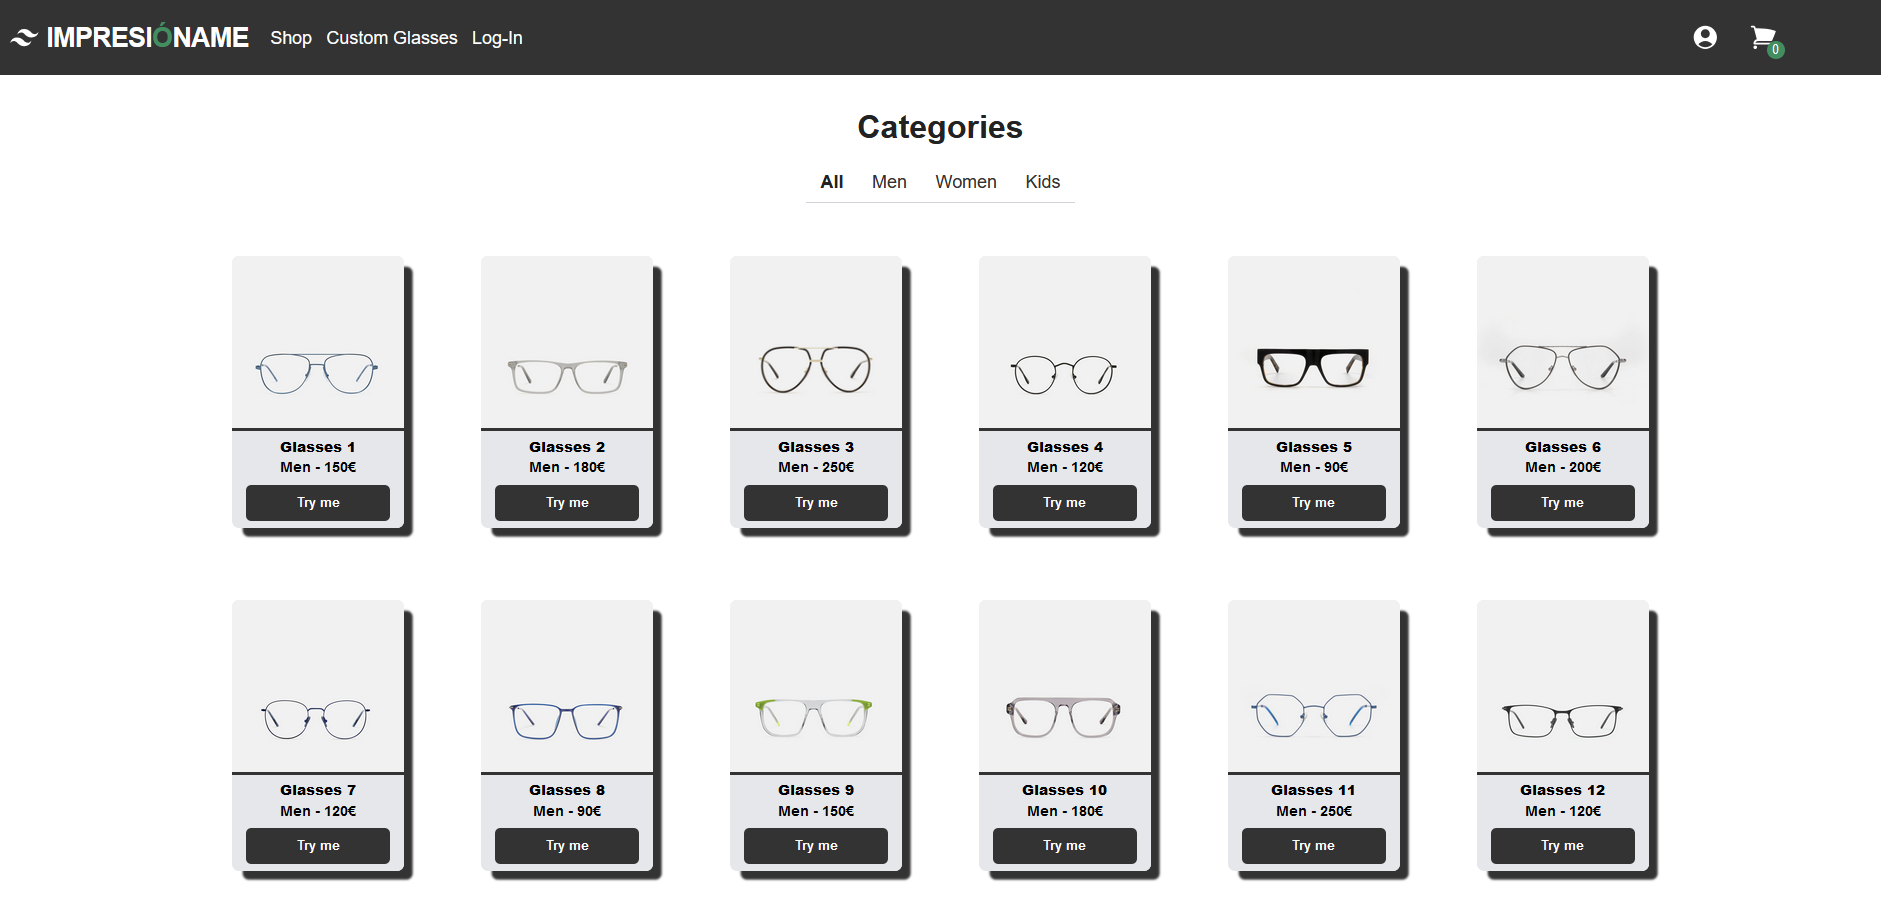 IMPRESIÓNAME Shop Custom Glasses Log-In 0
Categories
All Men Women Kids
Glasses 1 Glasses 2 Glasses 3 Glasses 4 Glasses 5 Glasses 6
Men - 150€ Men - 180€ Men - 250€ Men - 120€ Men - 90€ Men - 200€
Try me Try me Try me Try me Try me Try me
Glasses 7 Glasses 8 Glasses 9 Glasses 10 Glasses 11 Glasses 12
Men - 120€ Men - 90€ Men - 150€ Men - 180€ Men - 250€ Men - 120€
Try me Try me Try me Try me Try me Try me